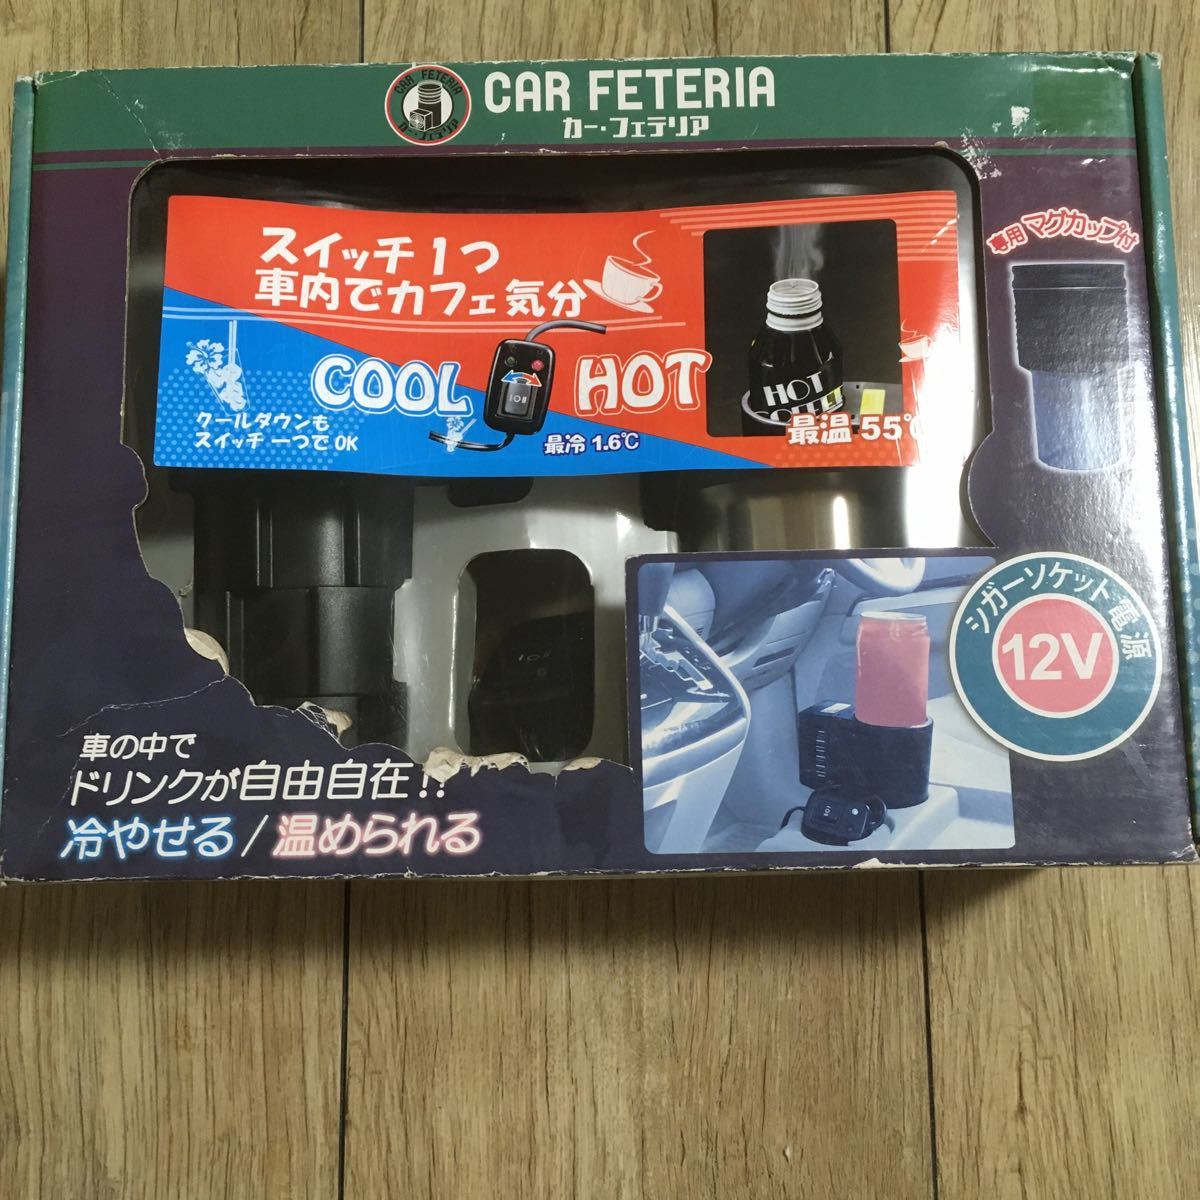 CAR FETERIA
カー・フェテリア
CAR FETERIA
カー・フェテリア
専用マグカップ付
スイッチ1つ
車内でカフェ気分
COOL
HOT
HOT
COFFEE
クールダウンも
スイッチ一つでOK
最冷1.6℃
最温55℃
シガーソケット電源
12V
車の中で
ドリンクが自由自在!!
冷やせる/温められる